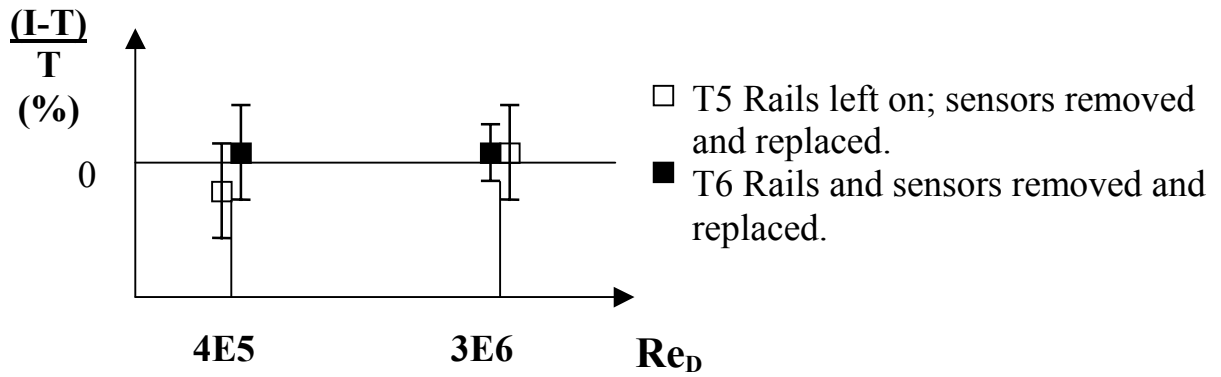 (I-T)
T
(%)
0
□ T5 Rails left on; sensors removed
and replaced.
■ T6 Rails and sensors removed and
replaced.
4E5 3E6 Re_D